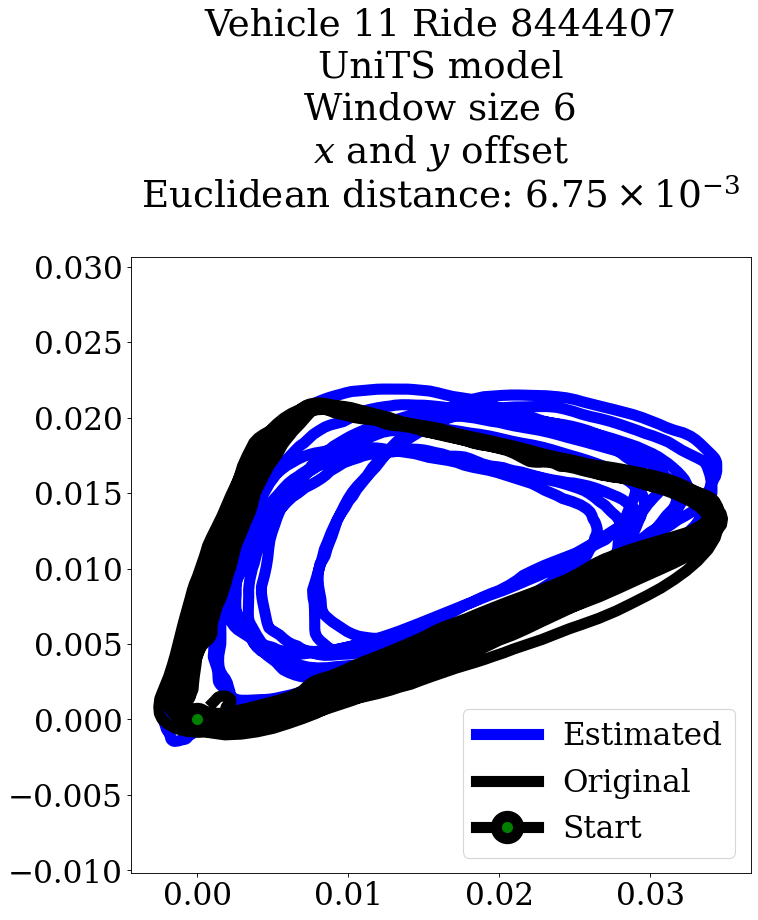 Vehicle 11 Ride 8444407
UniTS model
Window size 6
x and y offset
Euclidean distance: 6.75 × 10⁻³
0.030
0.025
0.020
0.015
0.010
0.005
0.000
−0.005
−0.010
0.00 0.01 0.02 0.03
Estimated
Original
Start